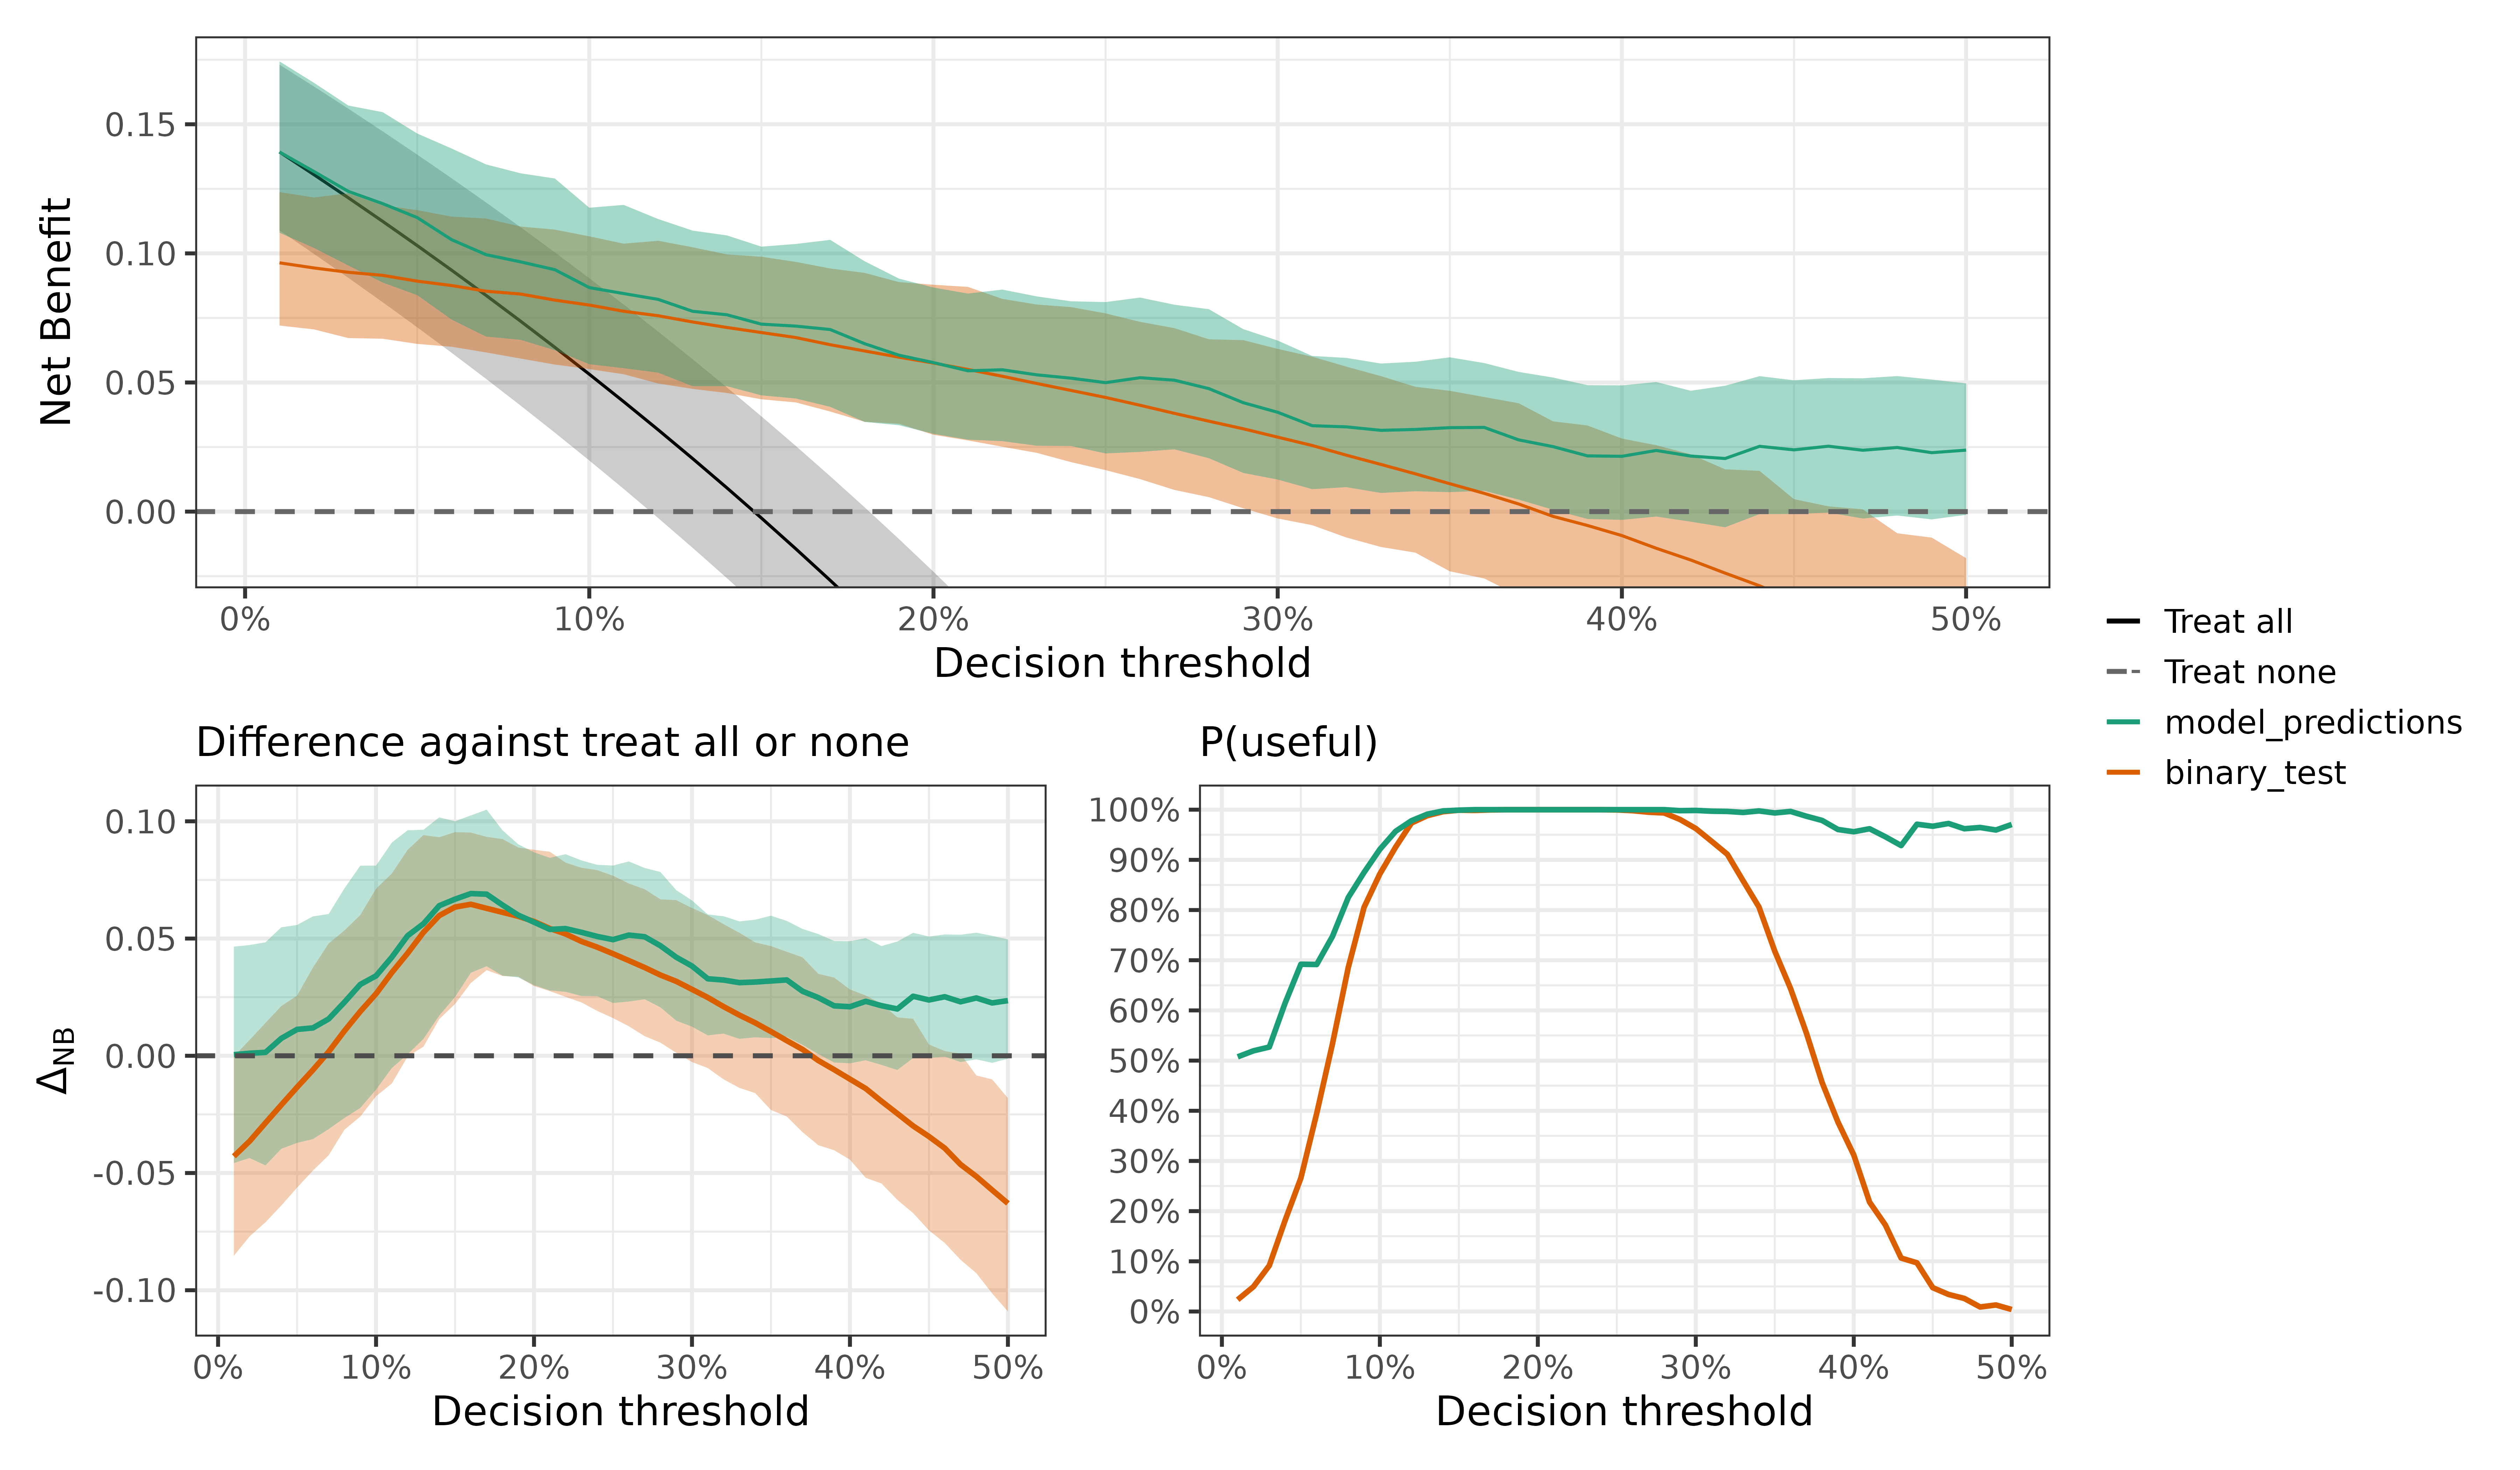 0.15
0.10
0.05
0.00
Net Benefit
0% 10% 20% 30% 40% 50%
Decision threshold
Treat all
Treat none
model_predictions
binary_test
Difference against treat all or none
0.10
0.05
0.00
-0.05
-0.10
ΔNB
0% 10% 20% 30% 40% 50%
Decision threshold
P(useful)
100%
90%
80%
70%
60%
50%
40%
30%
20%
10%
0%
0% 10% 20% 30% 40% 50%
Decision threshold